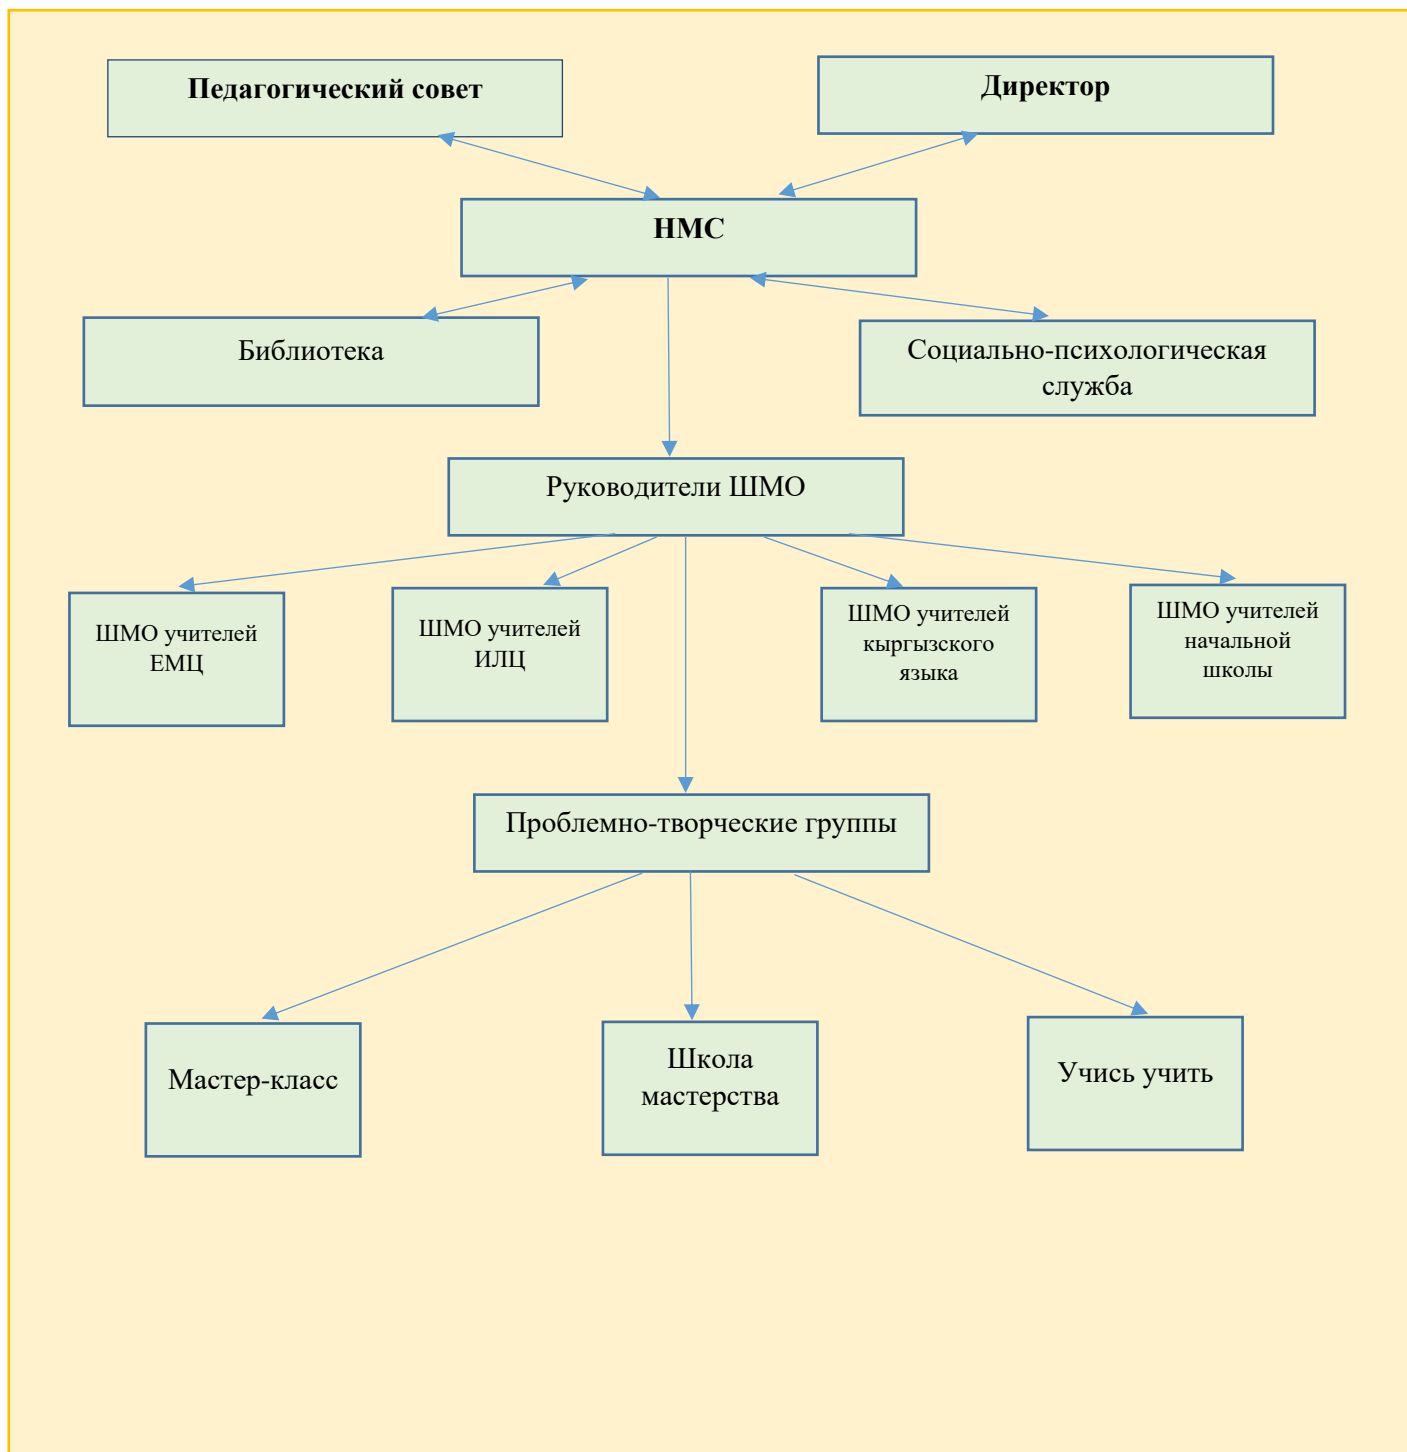 Педагогический совет
Директор
НМС
Библиотека
Социально-психологическая
служба
Руководители ШМО
ШМО учителей
ЕМЦ
ШМО учителей
ИЛЦ
ШМО учителей
кыргызского
языка
ШМО учителей
начальной
школы
Проблемно-творческие группы
Мастер-класс
Школа
мастерства
Учись учить